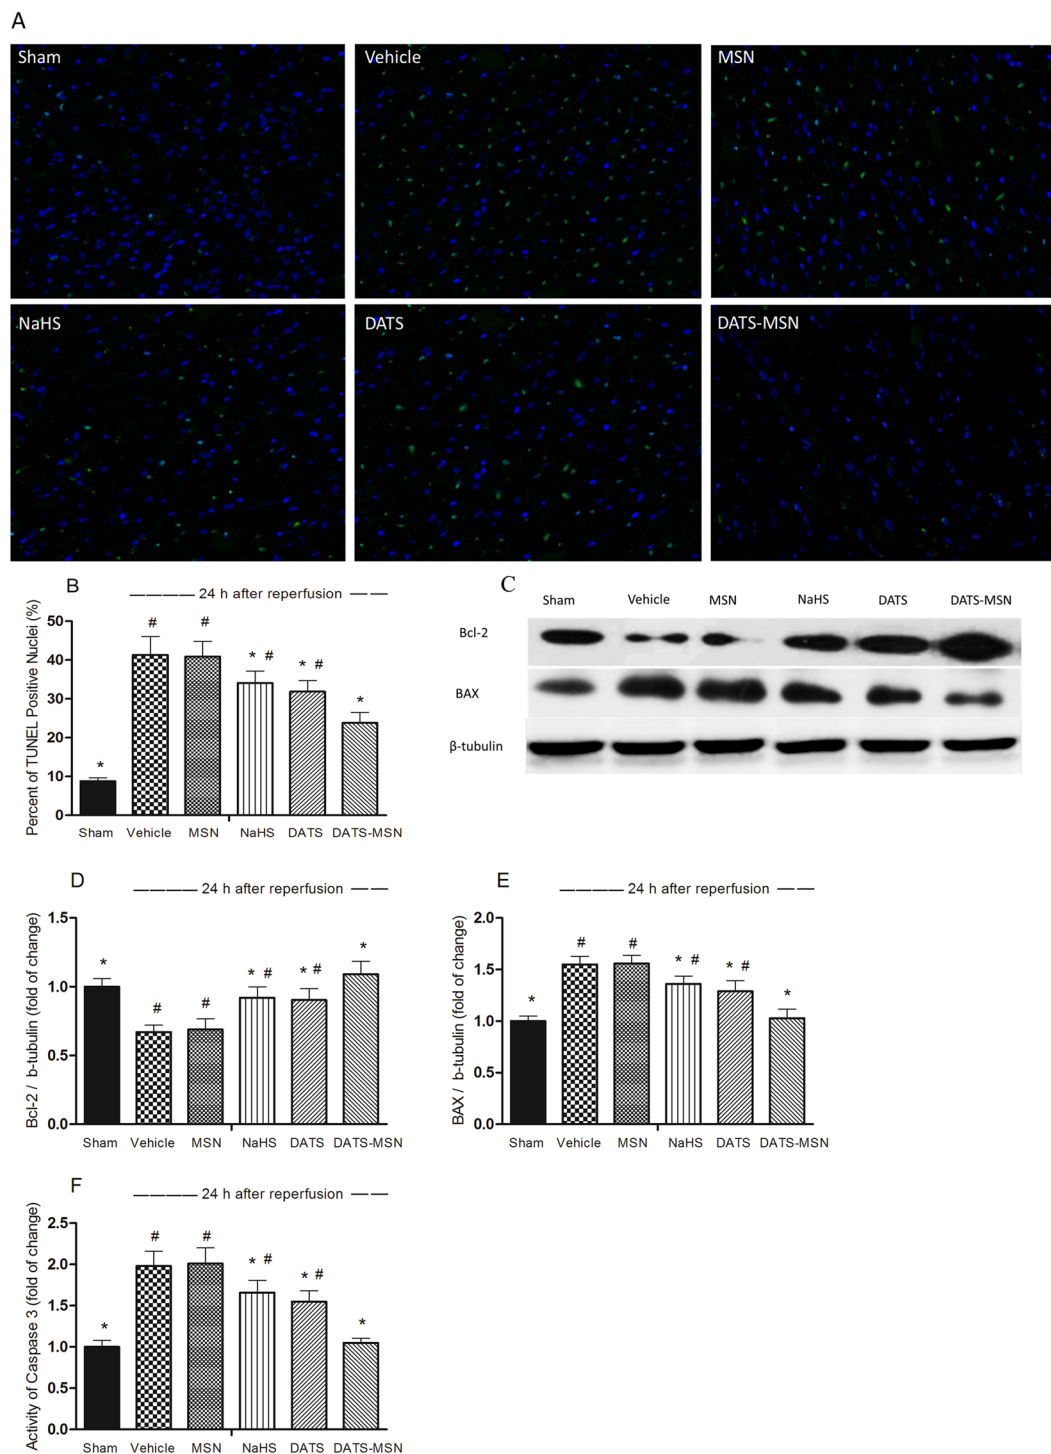 A
Sham Vehicle MSN
NaHS DATS DATS-MSN
B
24 h after reperfusion
Percent of TUNEL Positive Nuclei (%)
50
40
30
20
10
0
* # # * # * # *
Sham Vehicle MSN NaHS DATS DATS-MSN
C
Sham Vehicle MSN NaHS DATS DATS-MSN
Bcl-2
BAX
β-tubulin
D
24 h after reperfusion
Bcl-2 / b-tubulin (fold of change)
1.5
1.0
0.5
0.0
* # # * # * # *
Sham Vehicle MSN NaHS DATS DATS-MSN
E
24 h after reperfusion
BAX / b-tubulin (fold of change)
2.0
1.5
1.0
0.5
0.0
* # # * # * # *
Sham Vehicle MSN NaHS DATS DATS-MSN
F
24 h after reperfusion
Activity of Caspase 3 (fold of change)
2.5
2.0
1.5
1.0
0.5
0.0
* # # * # * # *
Sham Vehicle MSN NaHS DATS DATS-MSN